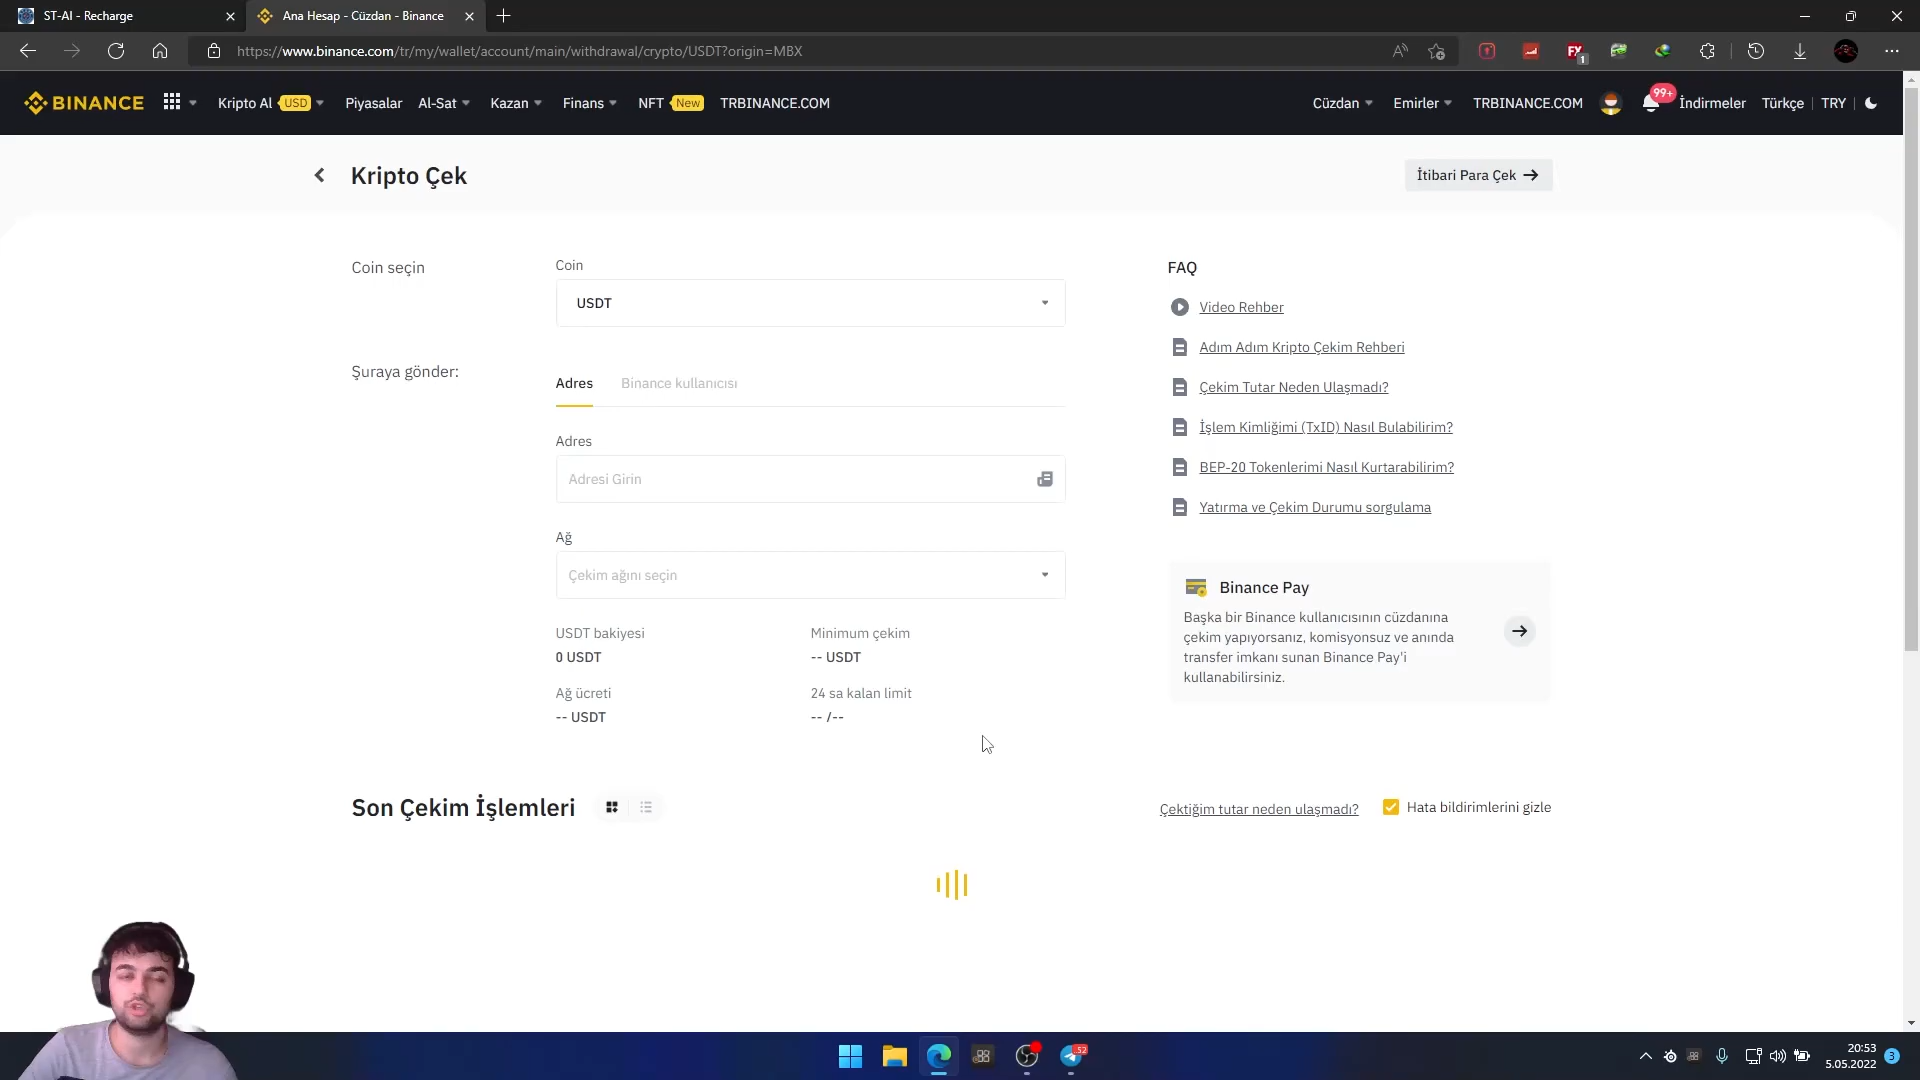 ST-AI - Recharge
Ana Hesap - Cüzdan - Binance
https://www.binance.com/tr/my/wallet/account/main/withdrawal/crypto/USDT?origin=MBX
A
FX
1
BINANCE
Kripto Al
USD
Piyasalar
Al-Sat
Kazan
Finans
NFT
New
TRBINANCE.COM
Cüzdan
Emirler
TRBINANCE.COM
99+
İndirmeler
Türkçe
TRY
Kripto Çek
İtibari Para Çek
Coin seçin
Coin
USDT
Şuraya gönder:
Adres
Binance kullanıcısı
Adres
Adresi Girin
Ağ
Çekim ağını seçin
USDT bakiyesi
0 USDT
Minimum çekim
-- USDT
Ağ ücreti
-- USDT
24 sa kalan limit
-- /--
FAQ
Video Rehber
Adım Adım Kripto Çekim Rehberi
Çekim Tutar Neden Ulaşmadı?
İşlem Kimliğimi (TxID) Nasıl Bulabilirim?
BEP-20 Tokenlerimi Nasıl Kurtarabilirim?
Yatırma ve Çekim Durumu sorgulama
Binance Pay
Başka bir Binance kullanıcısının cüzdanına
çekim yapıyorsanız, komisyonsuz ve anında
transfer imkanı sunan Binance Pay'i
kullanabilirsiniz.
Son Çekim İşlemleri
Çektiğim tutar neden ulaşmadı?
Hata bildirimlerini gizle
52
20:53
5.05.2022
3